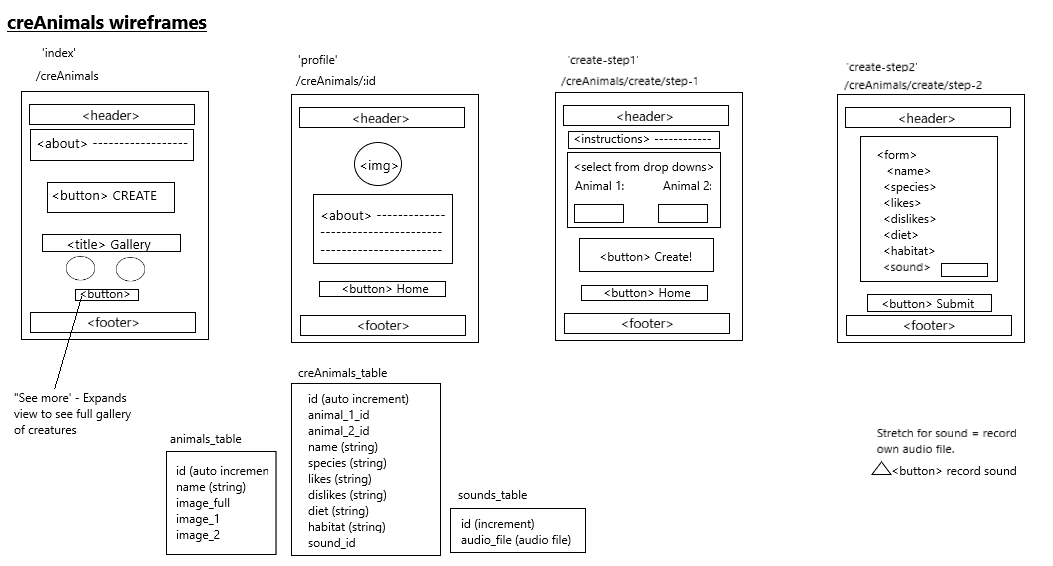 creAnimals wireframes
'index'
/creAnimals
<header>
<about> ----------------
<button> CREATE
<title> Gallery
<button>
<footer>
"See more' - Expands
view to see full gallery
of creatures
'profile'
/creAnimals/:id
<header>
<img>
<about> ------------
---------------------
---------------------
<button> Home
<footer>
'create-step1'
/creAnimals/create/step-1
<header>
<instructions> ------------
<select from drop downs>
Animal 1: Animal 2:
<button> Create!
<button> Home
<footer>
'create-step2'
/creAnimals/create/step-2
<header>
<form>
<name>
<species>
<likes>
<dislikes>
<diet>
<habitat>
<sound>
<button> Submit
<footer>
animals_table
id (auto incremen
name (string)
image_full
image_1
image_2
creAnimals_table
id (auto increment)
animal_1_id
animal_2_id
name (string)
species (string)
likes (string)
dislikes (string)
diet (string)
habitat (string)
sound_id
sounds_table
id (increment)
audio_file (audio file)
Stretch for sound = record
own audio file.
<button> record sound